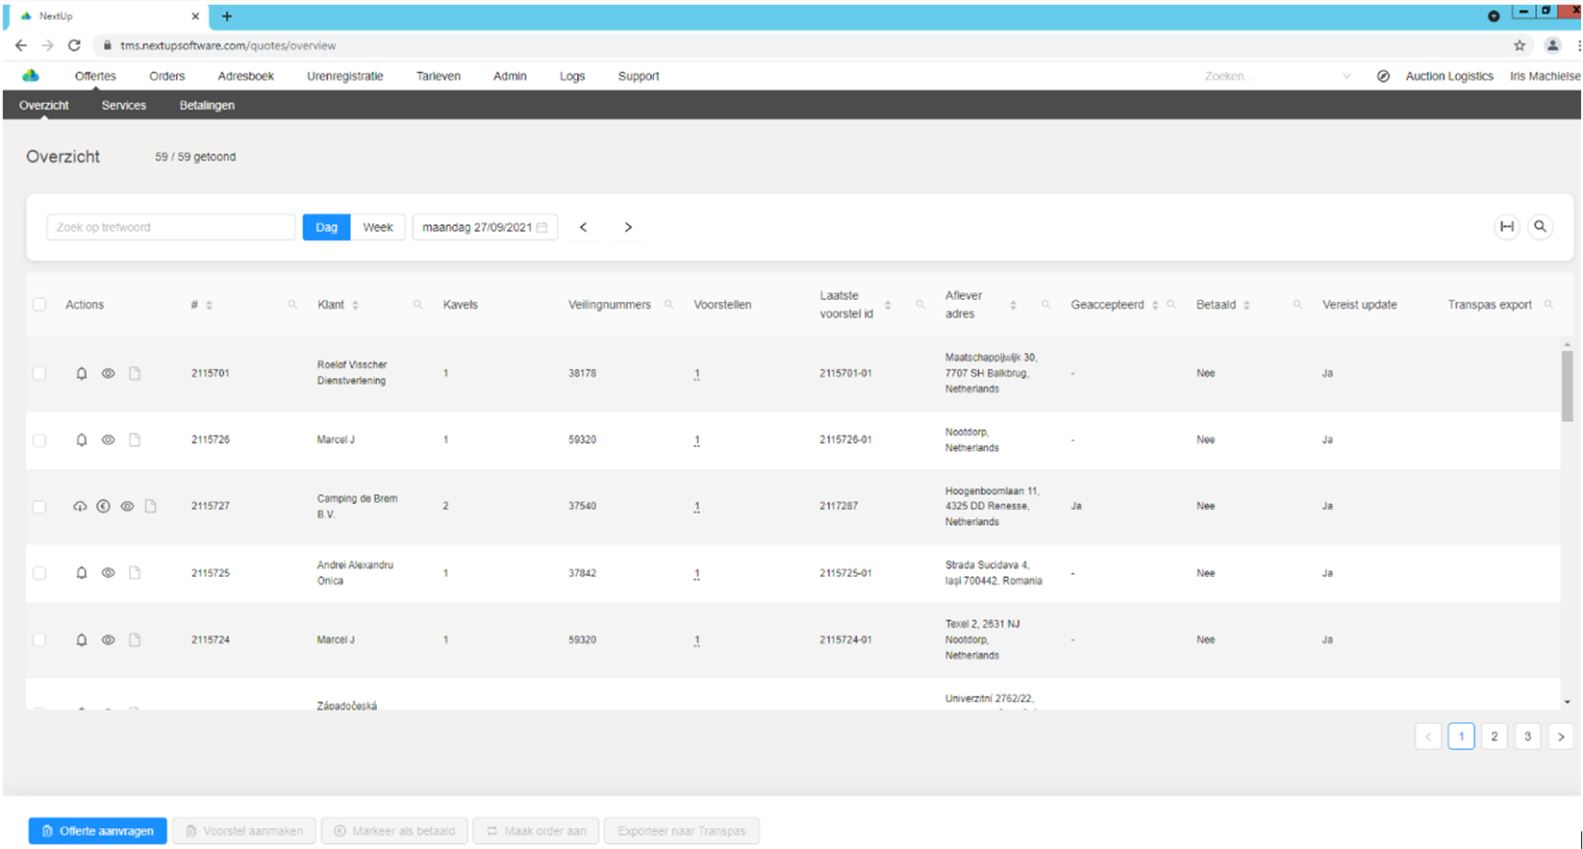 NextUp
tms.nextupsoftware.com/quotes/overview
Offertes Orders Adresboek Urenregistratie Tarieven Admin Logs Support Zoeken... Auction Logistics Iris Machielse
Overzicht Services Betalingen
Overzicht 59 / 59 getoond
Zoek op trefwoord Dag Week maandag 27/09/2021
Actions # Klant Kavels Veilingnummers Voorstellen Laatste voorstel id Aflever adres Geaccepteerd Betaald Vereist update Transpas export
2115701 Roelof Visscher Dienstverlening 1 38178 1 2115701-01 Maatschappijwijk 30, 7707 SH Balkbrug, Netherlands - Nee Ja
2115726 Marcel J 1 59320 1 2115726-01 Nootdorp, Netherlands - Nee Ja
2115727 Camping de Brem B.V. 2 37540 1 2117287 Hoogenboomlaan 11, 4325 DD Renesse, Netherlands Ja Nee Ja
2115725 Andrei Alexandru Onica 1 37842 1 2115725-01 Strada Sucidava 4, Iași 700442, Romania - Nee Ja
2115724 Marcel J 1 59320 1 2115724-01 Texel 2, 2631 NJ Nootdorp, Netherlands - Nee Ja
Západočeská Univerzitní 2762/22,
1 2 3
Offerte aanvragen Voorstel aanmaken Markeer als betaald Maak order aan Exporteer naar Transpas